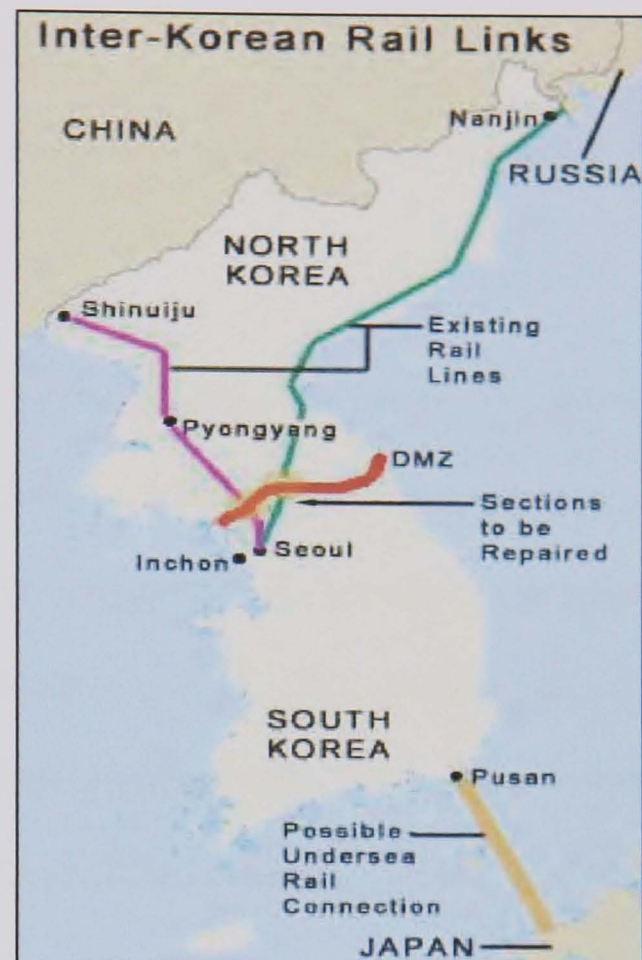 Inter-Korean Rail Links
CHINA
Nanjin
RUSSIA
NORTH
KOREA
Shinuiju
Existing
Rail
Lines
Pyongyang
DMZ
Sections
to be
Repaired
Inchon
Seoul
SOUTH
KOREA
Pusan
Possible
Undersea
Rail
Connection
JAPAN